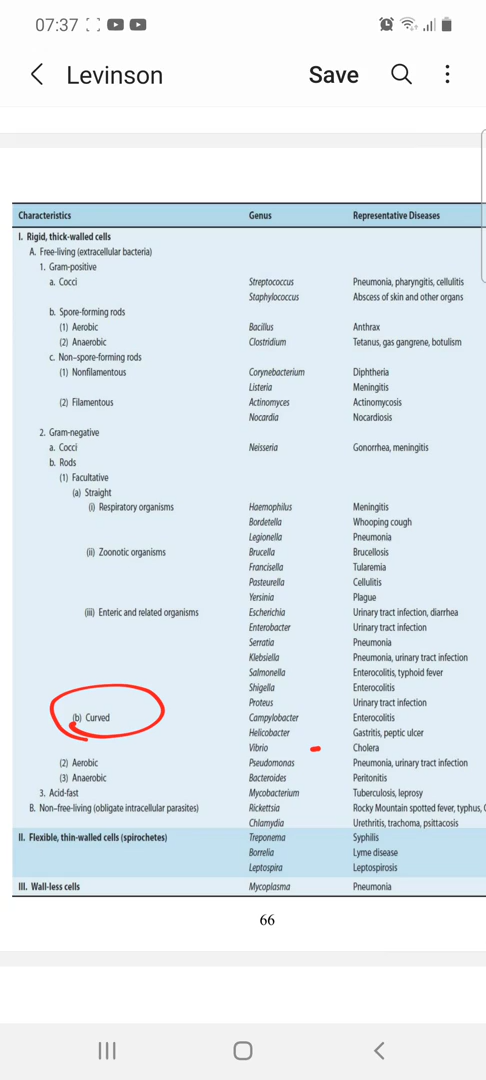 07:37
Levinson Save
Characteristics Genus Representative Diseases
I. Rigid, thick-walled cells
A. Free-living (extracellular bacteria)
1. Gram-positive
a. Cocci Streptococcus Pneumonia, pharyngitis, cellulitis
Staphylococcus Abscess of skin and other organs
b. Spore-forming rods
(1) Aerobic Bacillus Anthrax
(2) Anaerobic Clostridium Tetanus, gas gangrene, botulism
c. Non–spore-forming rods
(1) Nonfilamentous Corynebacterium Diphtheria
Listeria Meningitis
(2) Filamentous Actinomyces Actinomycosis
Nocardia Nocardiosis
2. Gram-negative
a. Cocci Neisseria Gonorrhea, meningitis
b. Rods
(1) Facultative
(a) Straight
(i) Respiratory organisms Haemophilus Meningitis
Bordetella Whooping cough
Legionella Pneumonia
(ii) Zoonotic organisms Brucella Brucellosis
Francisella Tularemia
Pasteurella Cellulitis
Yersinia Plague
(iii) Enteric and related organisms Escherichia Urinary tract infection, diarrhea
Enterobacter Urinary tract infection
Serratia Pneumonia
Klebsiella Pneumonia, urinary tract infection
Salmonella Enterocolitis, typhoid fever
Shigella Enterocolitis
Proteus Urinary tract infection
(b) Curved Campylobacter Enterocolitis
Helicobacter Gastritis, peptic ulcer
Vibrio Cholera
(2) Aerobic Pseudomonas Pneumonia, urinary tract infection
(3) Anaerobic Bacteroides Peritonitis
3. Acid-fast Mycobacterium Tuberculosis, leprosy
B. Non–free-living (obligate intracellular parasites) Rickettsia Rocky Mountain spotted fever, typhus,
Chlamydia Urethritis, trachoma, psittacosis
II. Flexible, thin-walled cells (spirochetes) Treponema Syphilis
Borrelia Lyme disease
Leptospira Leptospirosis
III. Wall-less cells Mycoplasma Pneumonia
66